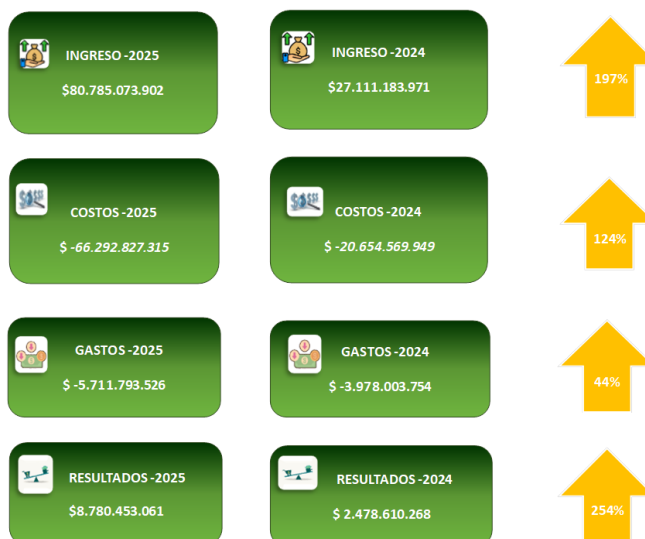 INGRESO -2025
$80.785.073.902
INGRESO -2024
$27.111.183.971
197%
COSTOS -2025
$ -66.292.827.315
COSTOS -2024
$ -20.654.569.949
124%
GASTOS -2025
$ -5.711.793.526
GASTOS -2024
$ -3.978.003.754
44%
RESULTADOS -2025
$8.780.453.061
RESULTADOS -2024
$ 2.478.610.268
254%